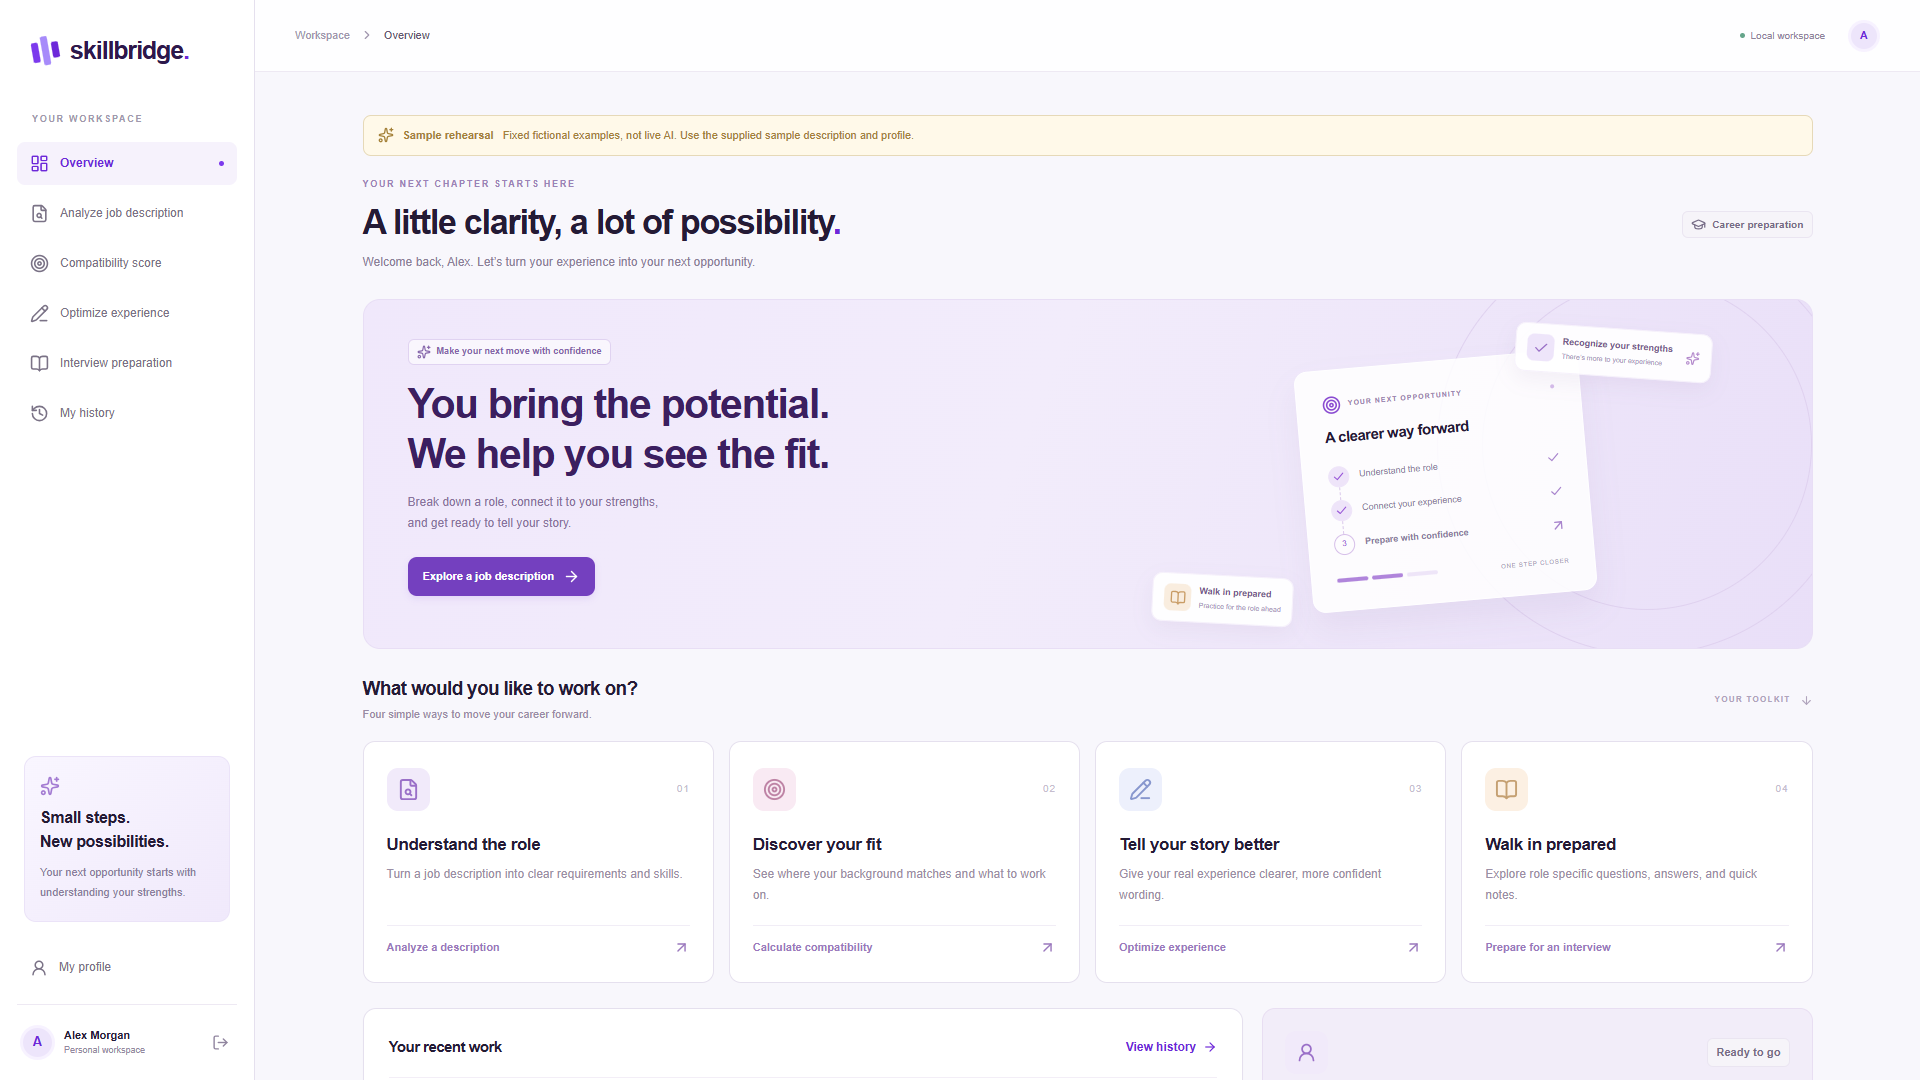 skillbridge.
YOUR WORKSPACE
Overview
Analyze job description
Compatibility score
Optimize experience
Interview preparation
My history
Small steps.
New possibilities.
Your next opportunity starts with
understanding your strengths.
My profile
A
Alex Morgan
Personal workspace
Workspace
Overview
Local workspace
A
Sample rehearsal Fixed fictional examples, not live AI. Use the supplied sample description and profile.
YOUR NEXT CHAPTER STARTS HERE
A little clarity, a lot of possibility.
Welcome back, Alex. Let's turn your experience into your next opportunity.
Career preparation
Make your next move with confidence
You bring the potential.
We help you see the fit.
Break down a role, connect it to your strengths,
and get ready to tell your story.
Explore a job description
Recognize your strengths
There's more to your experience
YOUR NEXT OPPORTUNITY
A clearer way forward
Understand the role
Connect your experience
3
Prepare with confidence
ONE STEP CLOSER
Walk in prepared
Practice for the role ahead
What would you like to work on?
Four simple ways to move your career forward.
YOUR TOOLKIT
01
Understand the role
Turn a job description into clear requirements and skills.
Analyze a description
02
Discover your fit
See where your background matches and what to work
on.
Calculate compatibility
03
Tell your story better
Give your real experience clearer, more confident
wording.
Optimize experience
04
Walk in prepared
Explore role specific questions, answers, and quick
notes.
Prepare for an interview
Your recent work
View history
Ready to go